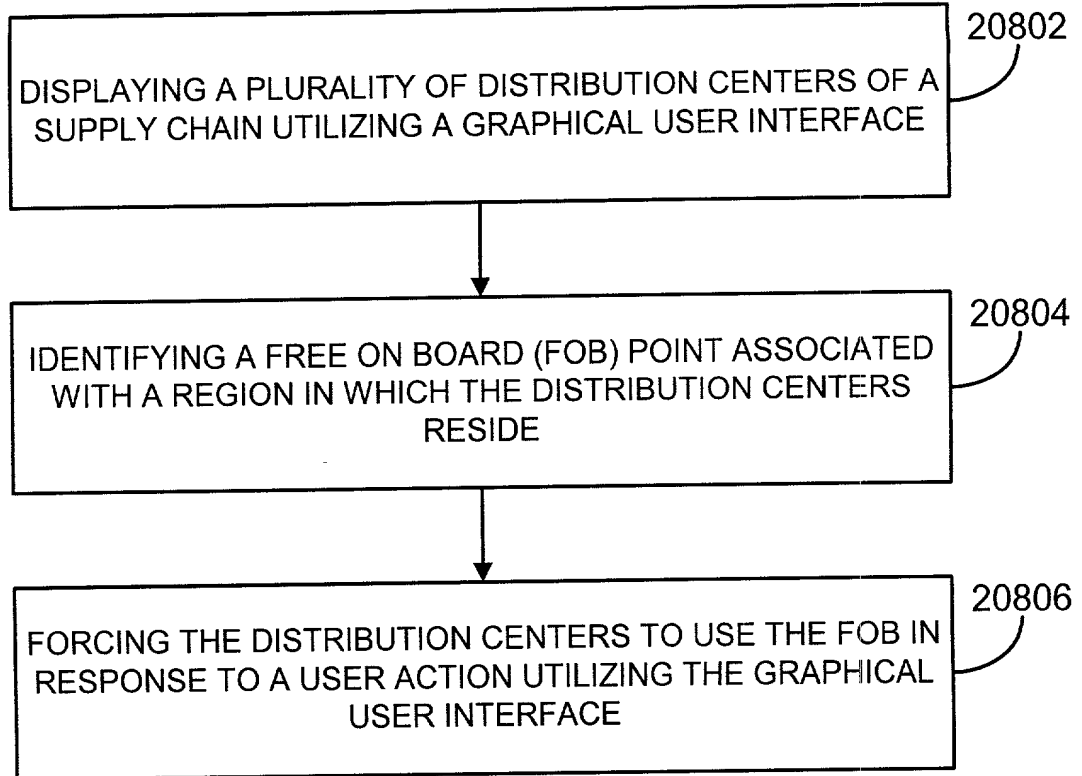 20802
DISPLAYING A PLURALITY OF DISTRIBUTION CENTERS OF A
SUPPLY CHAIN UTILIZING A GRAPHICAL USER INTERFACE
20804
IDENTIFYING A FREE ON BOARD (FOB) POINT ASSOCIATED
WITH A REGION IN WHICH THE DISTRIBUTION CENTERS
RESIDE
20806
FORCING THE DISTRIBUTION CENTERS TO USE THE FOB IN
RESPONSE TO A USER ACTION UTILIZING THE GRAPHICAL
USER INTERFACE